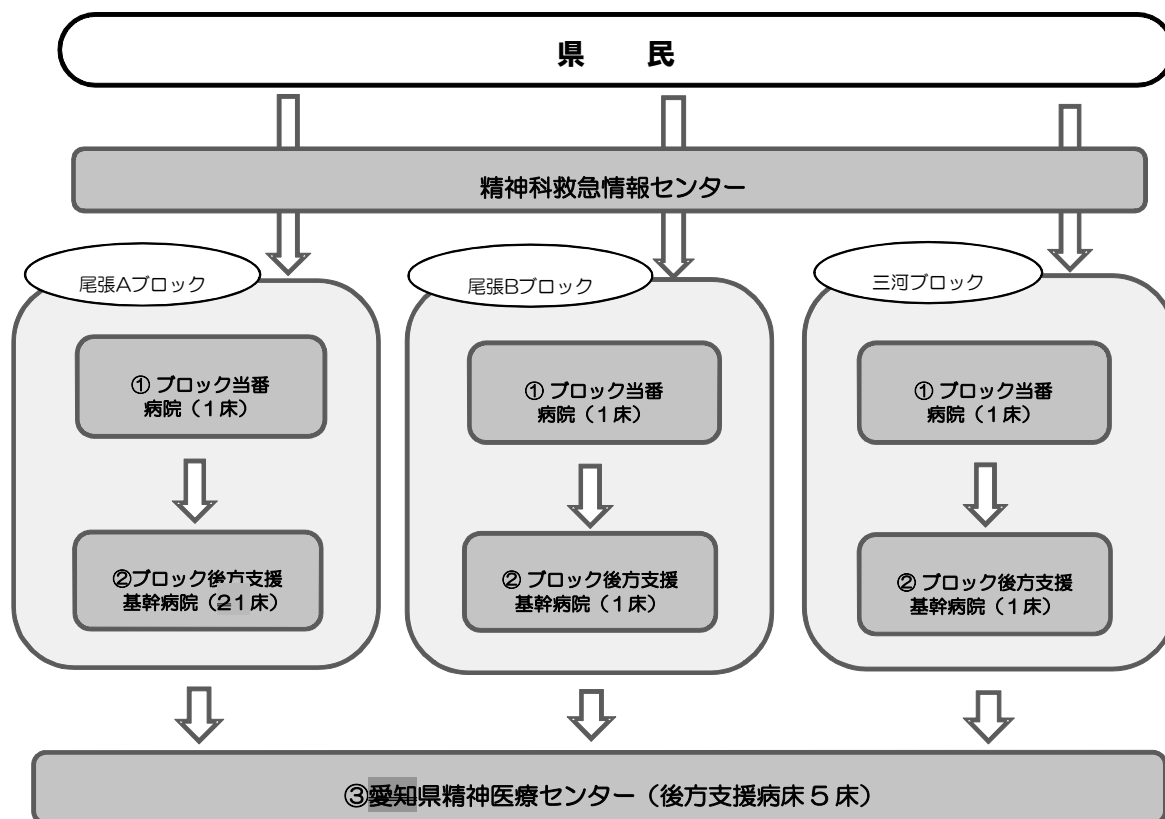 県　民
精神科救急情報センター
尾張Aブロック
尾張Bブロック
三河ブロック
① ブロック当番
病院（1床）
① ブロック当番
病院（1床）
① ブロック当番
病院（1床）
②ブロック後方支援
基幹病院（21床）
② ブロック後方支援
基幹病院（1床）
② ブロック後方支援
基幹病院（1床）
③愛知県精神医療センター（後方支援病床５床）